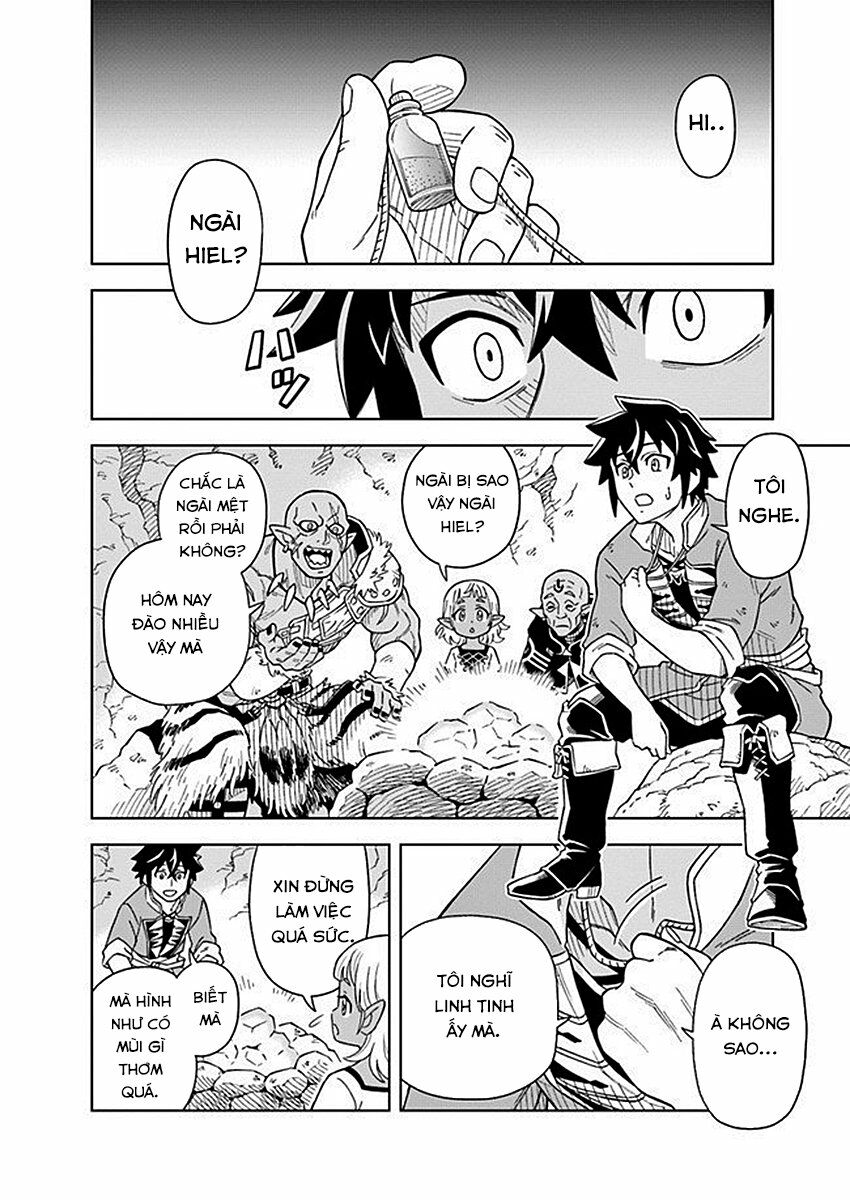 HI..
NGÀI
HIEL?
ハッ
TÔI
NGHE.
NGÀI BỊ SAO
VẬY NGÀI
HIEL?
CHẮC LÀ
NGÀI MỆT
RỒI PHẢI
KHÔNG?
HÔM NAY
ĐÀO NHIỀU
VẬY MÀ
À KHÔNG
SAO...
TÔI NGHĨ
LINH TINH
ẤY MÀ.
XIN ĐỪNG
LÀM VIỆC
QUÁ SỨC.
BIẾT
MÀ
MÀ HÌNH
NHƯ CÓ
MÙI GÌ
THƠM
QUÁ.